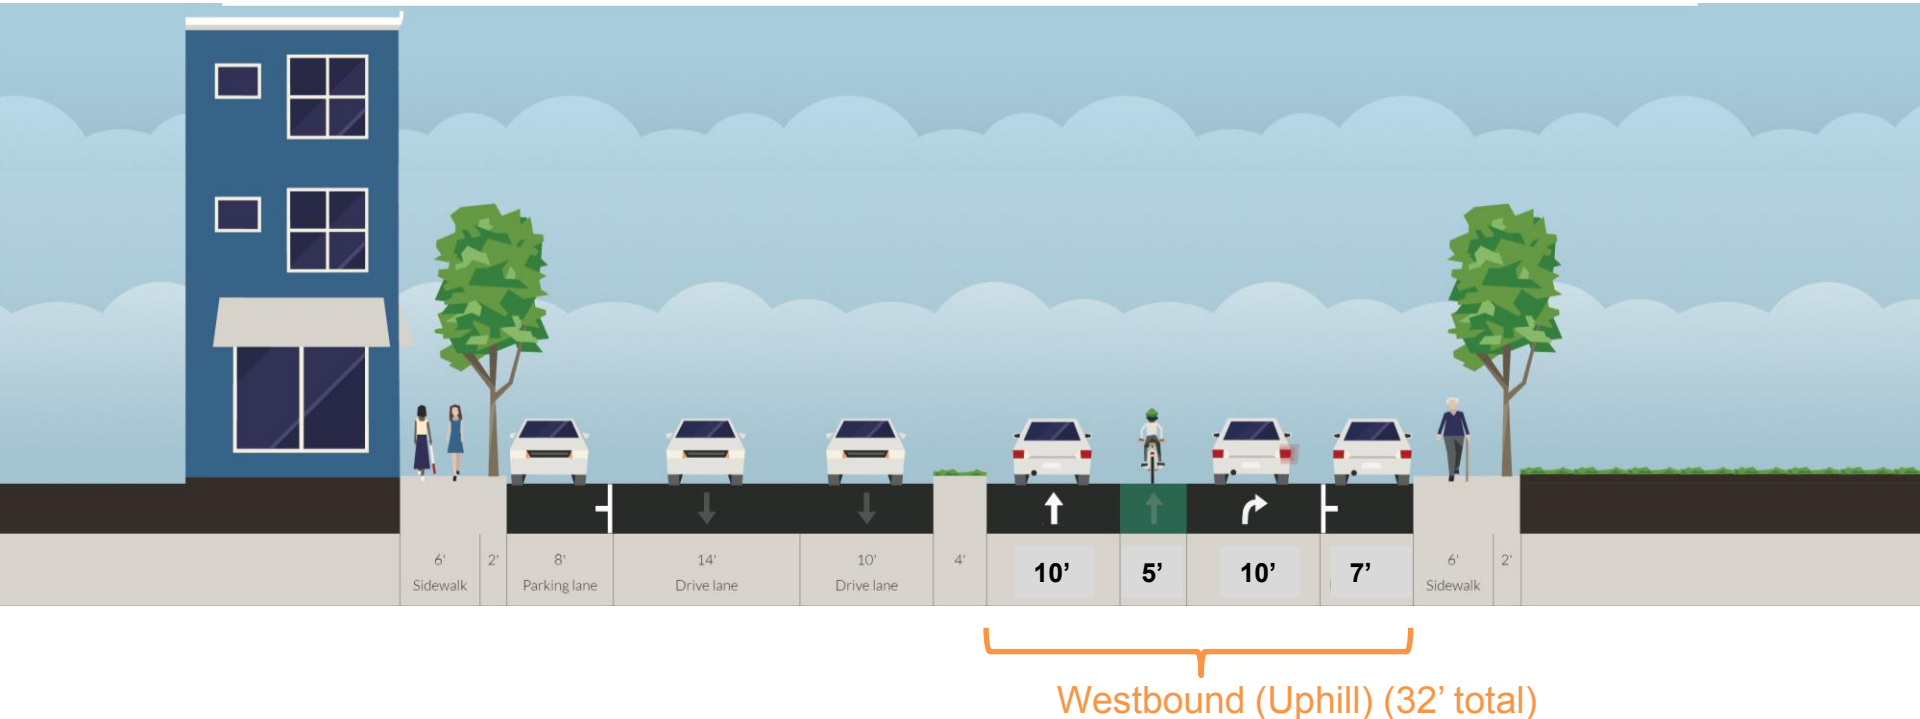 6' 2' 8' 14' 10' 4' 10’ 5’ 10’ 7’ 6' 2'
Sidewalk Parking lane Drive lane Drive lane Sidewalk
Westbound (Uphill) (32’ total)